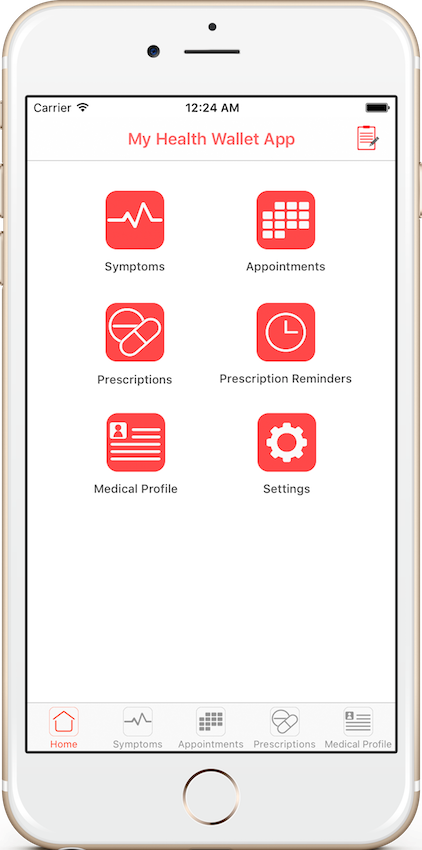 Carrier 12:24 AM
My Health Wallet App
Symptoms Appointments
Prescriptions Prescription Reminders
Medical Profile Settings
Home Symptoms Appointments Prescriptions Medical Profile